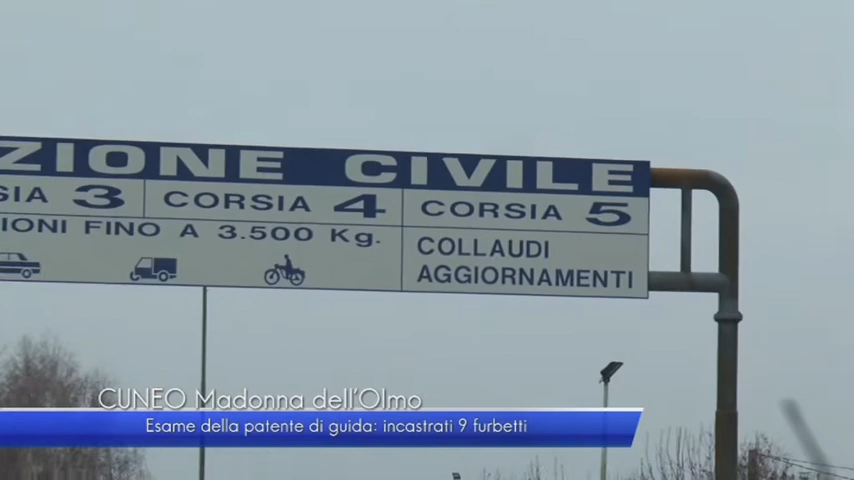 ZIONE CIVILE
SIA 3 CORSIA 4 CORSIA 5
IONI FINO A 3.500 Kg.
COLLAUDI
AGGIORNAMENTI
CUNEO Madonna dell'Olmo
Esame della patente di guida: incastrati 9 furbetti